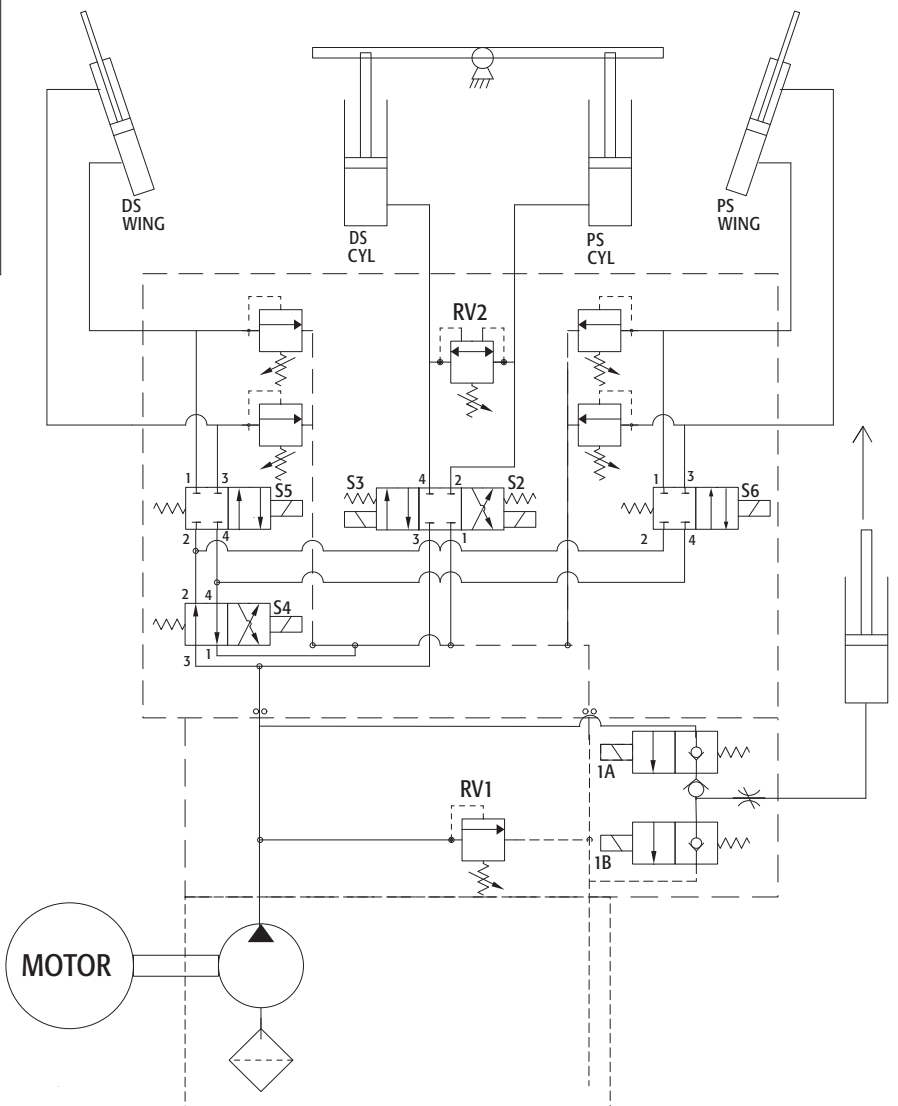 DS
WING
DS
CYL
PS
CYL
PS
WING
RV2
1 3 S5
2 4
S3 4 2 S2
3 1
1 3 S6
2 4
2 4 S4
3 1
1A
RV1
1B
MOTOR